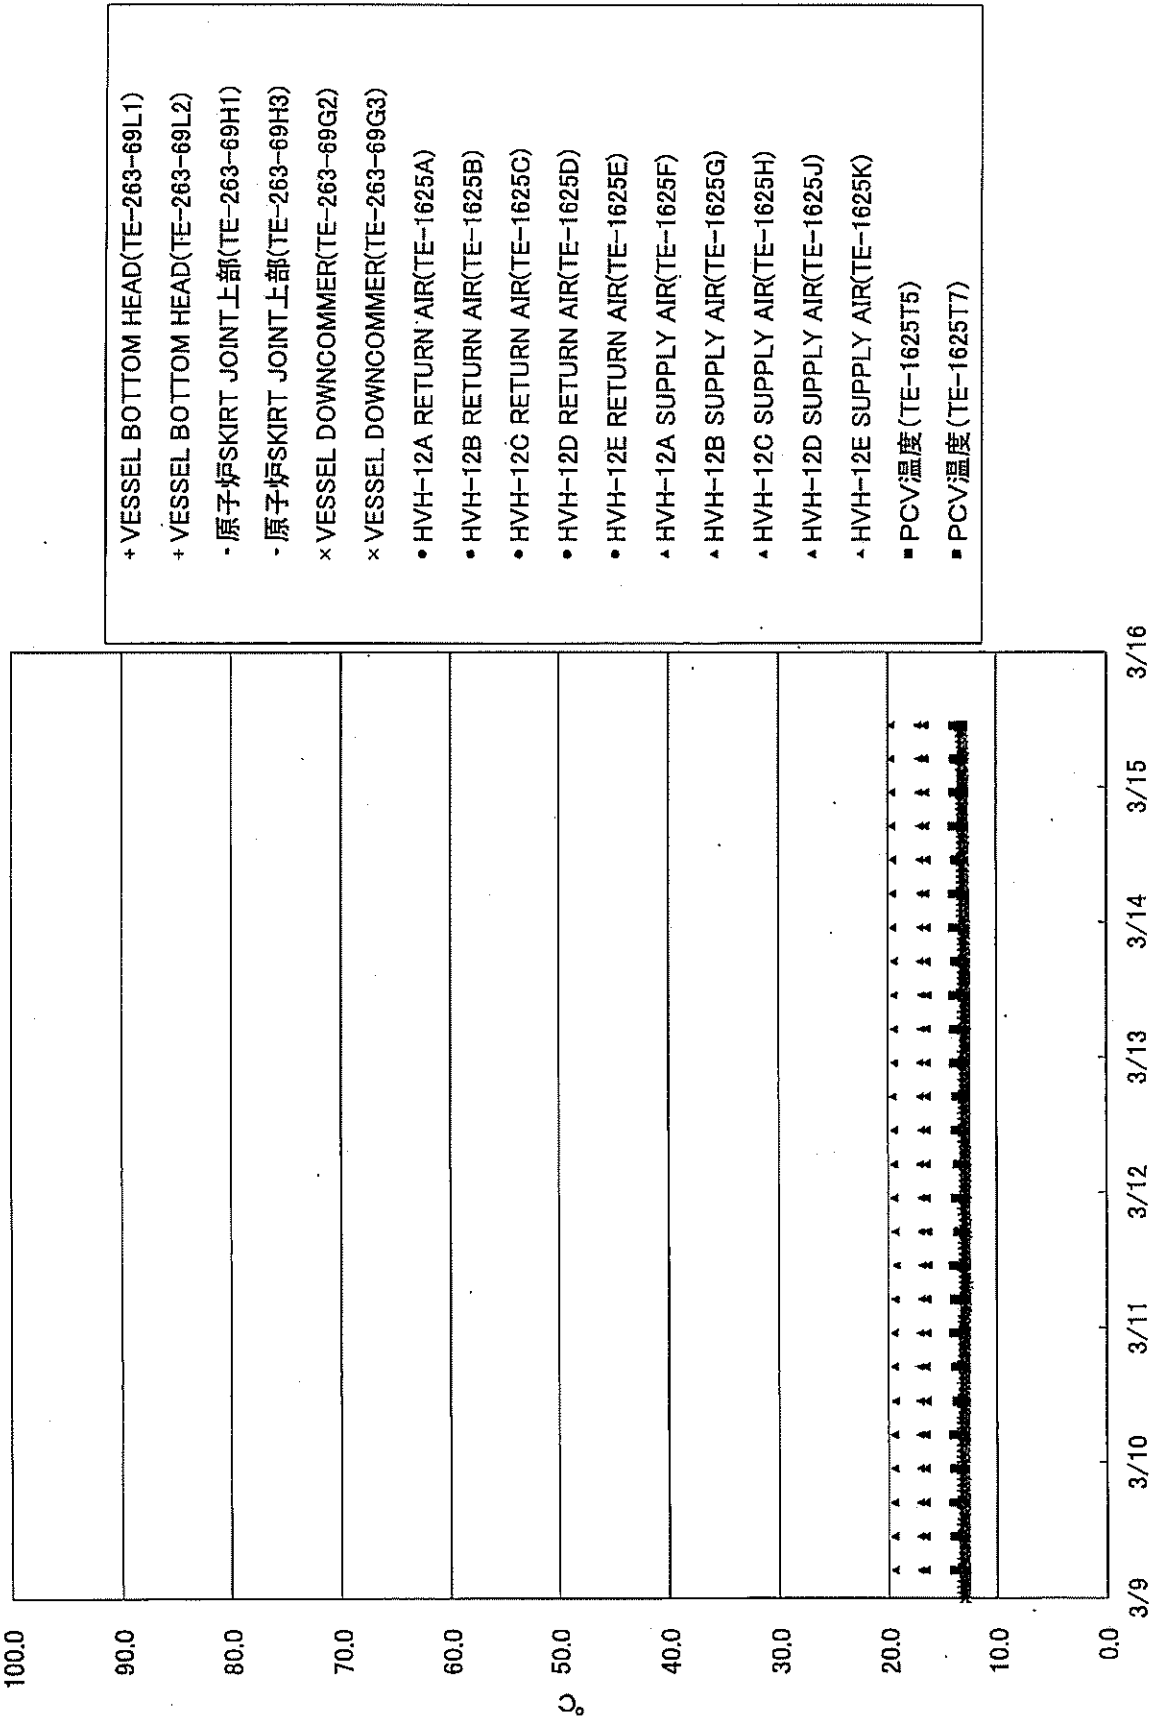 100.0
90.0
80.0
70.0
60.0
50.0
40.0
30.0
20.0
10.0
0.0
℃
3/9
3/10
3/11
3/12
3/13
3/14
3/15
3/16
+ VESSEL BOTTOM HEAD(TE-263-69L1)
+ VESSEL BOTTOM HEAD(TE-263-69L2)
- 原子炉SKIRT JOINT上部(TE-263-69H1)
- 原子炉SKIRT JOINT上部(TE-263-69H3)
× VESSEL DOWNCOMMER(TE-263-69G2)
× VESSEL DOWNCOMMER(TE-263-69G3)
● HVH-12A RETURN AIR(TE-1625A)
● HVH-12B RETURN AIR(TE-1625B)
● HVH-12C RETURN AIR(TE-1625C)
● HVH-12D RETURN AIR(TE-1625D)
● HVH-12E RETURN AIR(TE-1625E)
▲ HVH-12A SUPPLY AIR(TE-1625F)
▲ HVH-12B SUPPLY AIR(TE-1625G)
▲ HVH-12C SUPPLY AIR(TE-1625H)
▲ HVH-12D SUPPLY AIR(TE-1625J)
▲ HVH-12E SUPPLY AIR(TE-1625K)
■ PCV温度(TE-1625T5)
■ PCV温度(TE-1625T7)